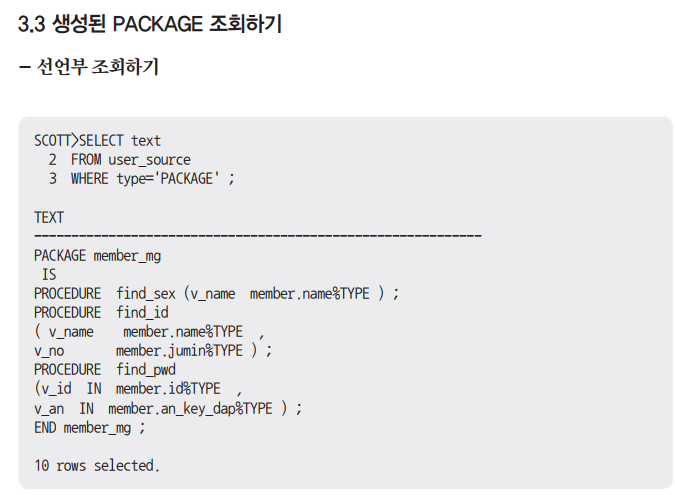 3.3 생성된 PACKAGE 조회하기
- 선언부 조회하기
SCOTT>SELECT text
2 FROM user_source
3 WHERE type='PACKAGE' ;
TEXT
-------------------------------------------------------------
PACKAGE member_mg
IS
PROCEDURE find_sex (v_name member.name%TYPE ) ;
PROCEDURE find_id
( v_name member.name%TYPE ,
v_no member.jumin%TYPE ) ;
PROCEDURE find_pwd
(v_id IN member.id%TYPE ,
v_an IN member.an_key_dap%TYPE ) ;
END member_mg ;
10 rows selected.